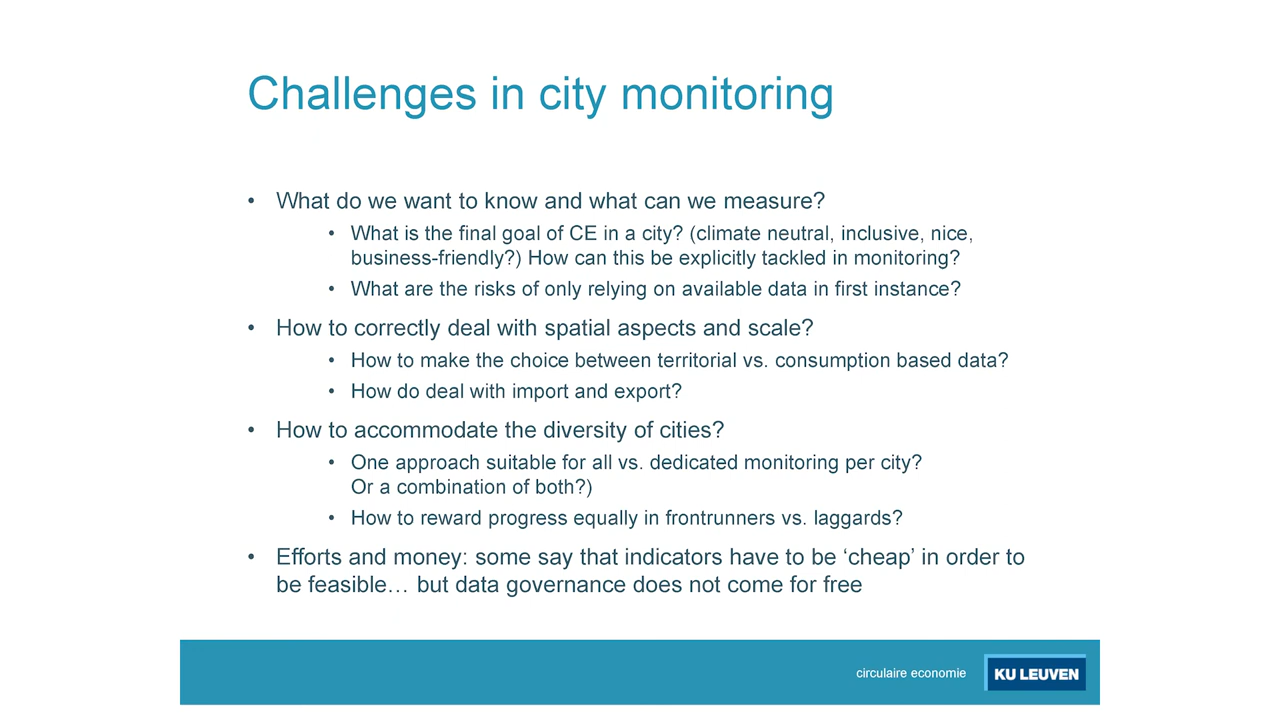 Challenges in city monitoring
• What do we want to know and what can we measure?
• What is the final goal of CE in a city? (climate neutral, inclusive, nice,
business-friendly?) How can this be explicitly tackled in monitoring?
• What are the risks of only relying on available data in first instance?
• How to correctly deal with spatial aspects and scale?
• How to make the choice between territorial vs. consumption based data?
• How do deal with import and export?
• How to accommodate the diversity of cities?
• One approach suitable for all vs. dedicated monitoring per city?
Or a combination of both?)
• How to reward progress equally in frontrunners vs. laggards?
• Efforts and money: some say that indicators have to be ‘cheap’ in order to
be feasible… but data governance does not come for free
circulaire economie
KU LEUVEN